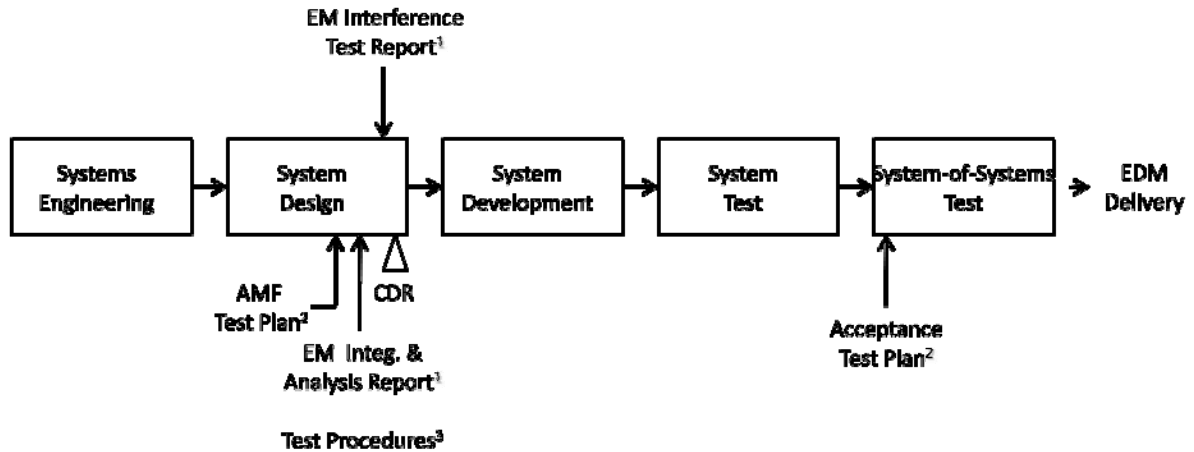 EM Interference
Test Report¹
Systems
Engineering
System
Design
System
Development
System
Test
System-of-Systems
Test
EDM
Delivery
AMF
Test Plan²
CDR
EM Integ. &
Analysis Report¹
Test Procedures³
Acceptance
Test Plan²